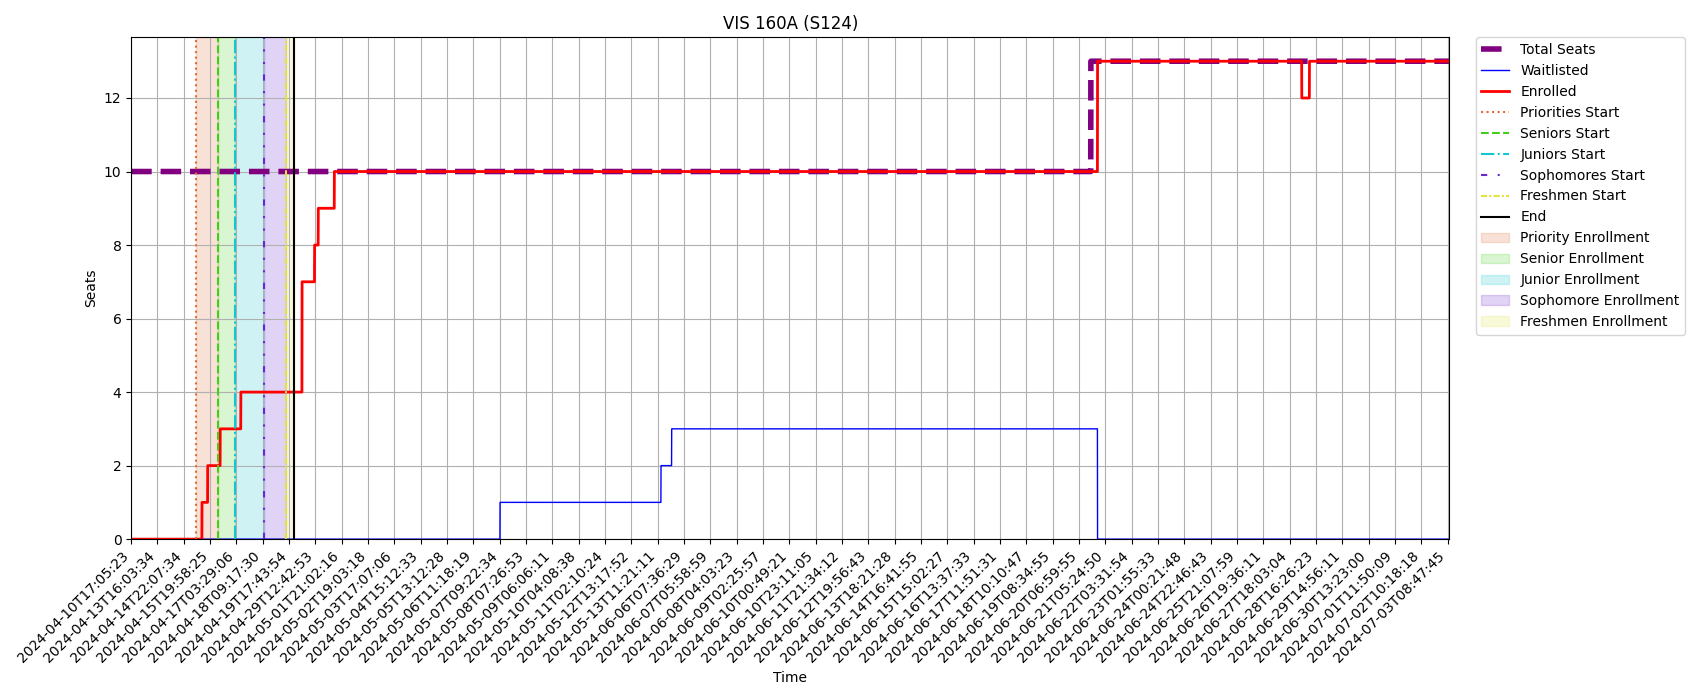 VIS 160A (S124)
Seats
12
10
8
6
4
2
0
2024-04-10T17:05:23
2024-04-13T16:03:34
2024-04-14T22:07:34
2024-04-15T19:58:25
2024-04-17T03:29:06
2024-04-18T09:17:30
2024-04-19T17:43:54
2024-04-29T12:42:53
2024-05-01T21:02:16
2024-05-02T19:03:18
2024-05-03T17:07:06
2024-05-04T15:12:33
2024-05-05T13:12:28
2024-05-06T11:18:19
2024-05-07T09:22:34
2024-05-08T07:26:53
2024-05-09T06:06:11
2024-05-10T04:08:38
2024-05-11T02:10:24
2024-05-12T13:17:52
2024-05-13T11:21:11
2024-06-06T07:36:29
2024-06-07T05:58:59
2024-06-08T04:03:23
2024-06-09T02:25:57
2024-06-10T00:49:21
2024-06-10T23:11:05
2024-06-11T21:34:12
2024-06-12T19:56:43
2024-06-13T18:21:28
2024-06-14T16:41:55
2024-06-15T15:02:27
2024-06-16T13:37:33
2024-06-17T11:51:31
2024-06-18T10:10:47
2024-06-19T08:34:55
2024-06-20T06:59:55
2024-06-21T05:24:50
2024-06-22T03:31:54
2024-06-23T01:55:33
2024-06-24T00:21:48
2024-06-24T22:46:43
2024-06-25T21:07:59
2024-06-26T19:36:11
2024-06-27T18:03:04
2024-06-28T16:26:23
2024-06-29T14:56:11
2024-06-30T13:23:00
2024-07-01T11:50:09
2024-07-02T10:18:18
2024-07-03T08:47:45
Time
Total Seats
Waitlisted
Enrolled
Priorities Start
Seniors Start
Juniors Start
Sophomores Start
Freshmen Start
End
Priority Enrollment
Senior Enrollment
Junior Enrollment
Sophomore Enrollment
Freshmen Enrollment